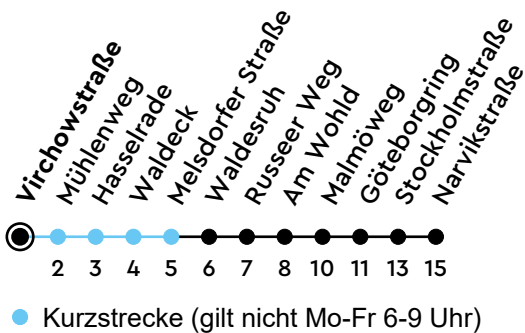 Virchowstraße
Mühlenweg
Hasselrade
Waldeck
Melsdorfer Straße
Waldesruh
Russeer Weg
Am Wohld
Malmöweg
Göteborgring
Stockholmstraße
Narvikstraße
2 3 4 5 6 7 8 10 11 13 15
Kurzstrecke (gilt nicht Mo-Fr 6-9 Uhr)